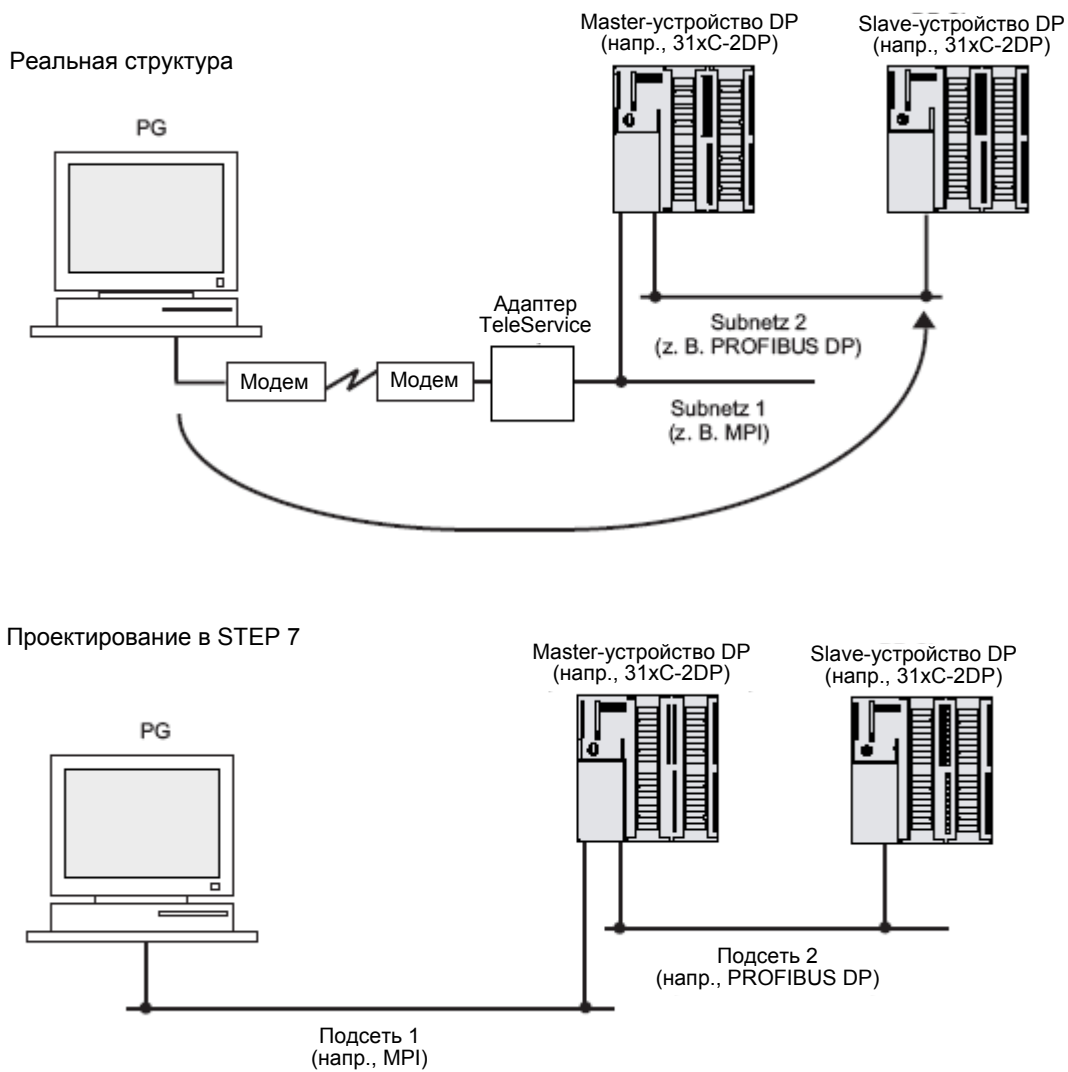 Master-устройство DP
(напр., 31xC-2DP)
Slave-устройство DP
(напр., 31xC-2DP)
Реальная структура
PG
Адаптер
TeleService
Subnetz 2
(z. B. PROFIBUS DP)
Модем
Модем
Subnetz 1
(z. B. MPI)
Проектирование в STEP 7
Master-устройство DP
(напр., 31xC-2DP)
Slave-устройство DP
(напр., 31xC-2DP)
PG
Подсеть 2
(напр., PROFIBUS DP)
Подсеть 1
(напр., MPI)